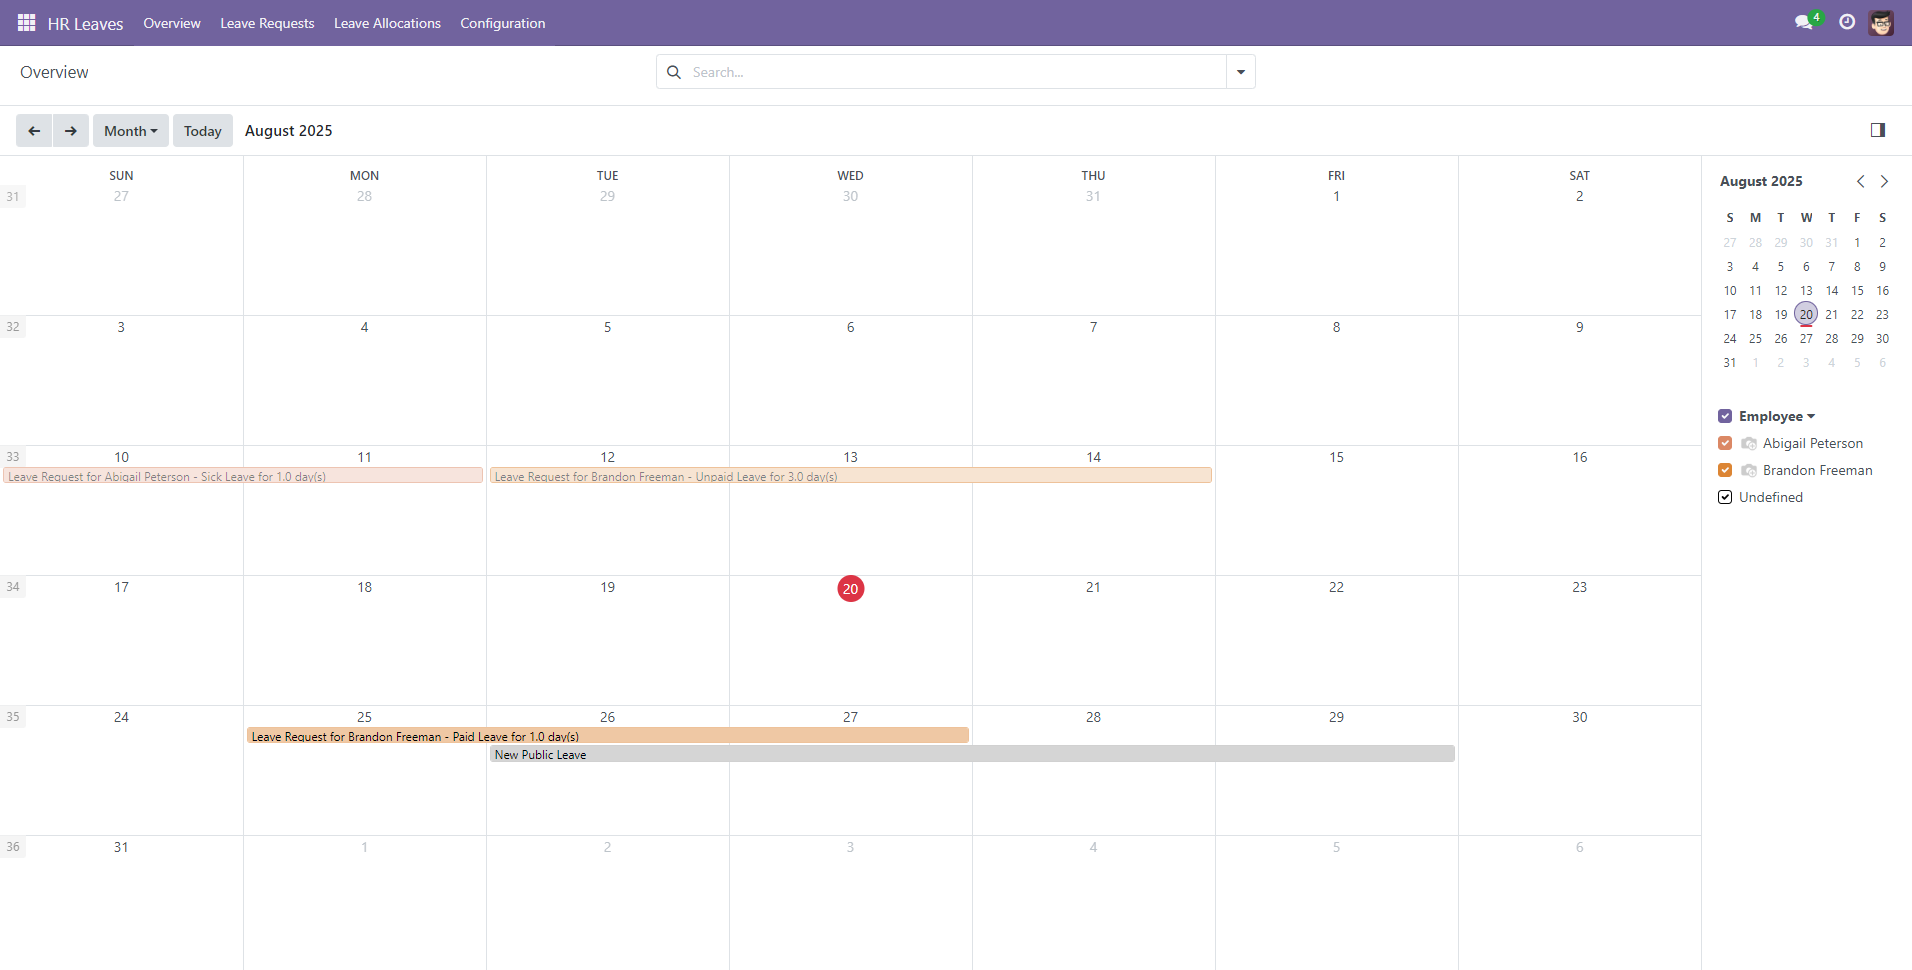 HR Leaves Overview Leave Requests Leave Allocations Configuration 4
Overview Search...
Month Today August 2025
SUN MON TUE WED THU FRI SAT
31 27 28 29 30 31 1 2
32 3 4 5 6 7 8 9
33 10 11 12 13 14 15 16
Leave Request for Abigail Peterson - Sick Leave for 1.0 day(s) Leave Request for Brandon Freeman - Unpaid Leave for 3.0 day(s)
34 17 18 19 20 21 22 23
35 24 25 26 27 28 29 30
Leave Request for Brandon Freeman - Paid Leave for 1.0 day(s)
New Public Leave
36 31 1 2 3 4 5 6
August 2025
S M T W T F S
27 28 29 30 31 1 2
3 4 5 6 7 8 9
10 11 12 13 14 15 16
17 18 19 20 21 22 23
24 25 26 27 28 29 30
31 1 2 3 4 5 6
Employee
Abigail Peterson
Brandon Freeman
Undefined